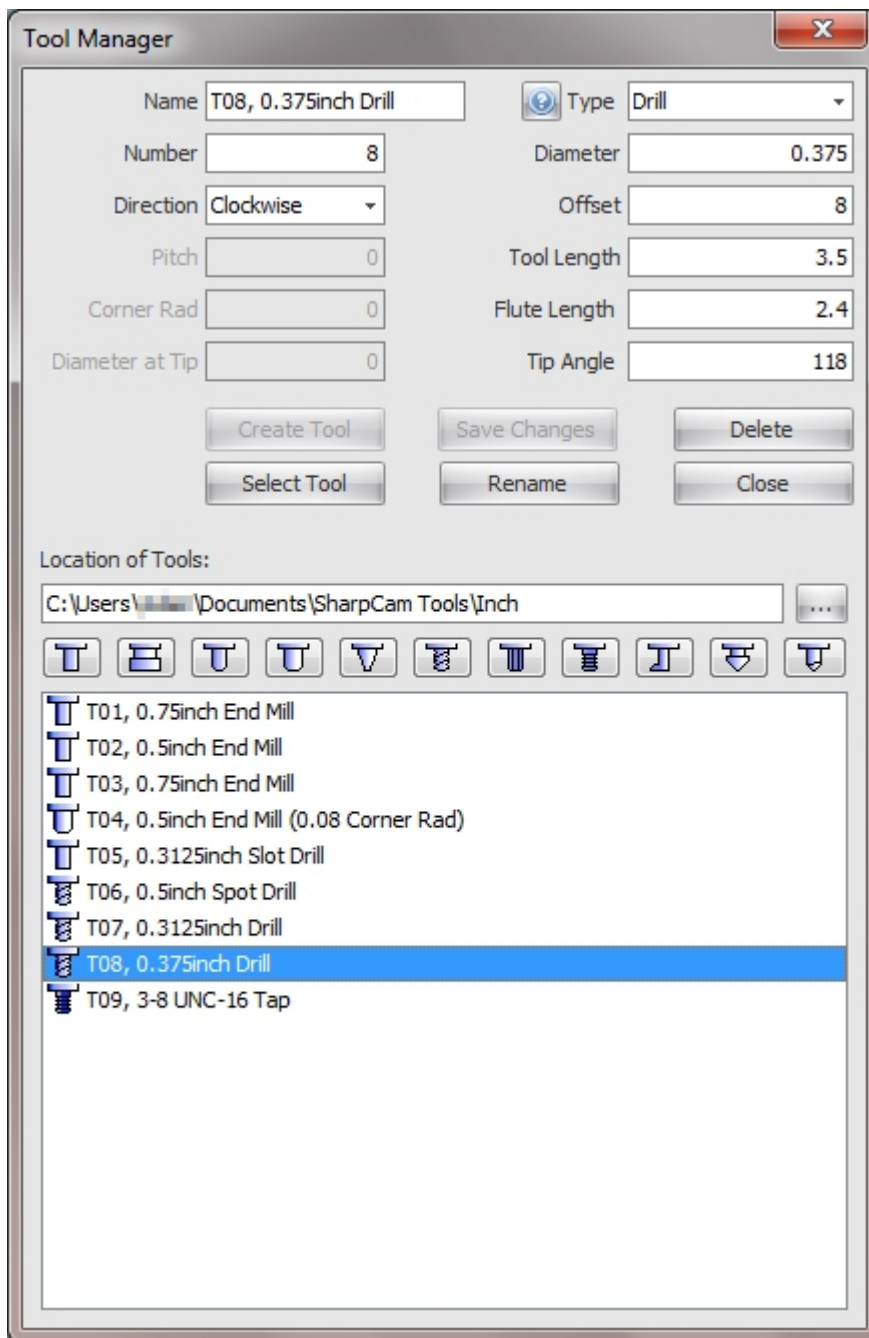 Tool Manager
Name T08, 0.375inch Drill Type Drill
Number 8 Diameter 0.375
Direction Clockwise Offset 8
Pitch 0 Tool Length 3.5
Corner Rad 0 Flute Length 2.4
Diameter at Tip 0 Tip Angle 118
Create Tool Save Changes Delete
Select Tool Rename Close
Location of Tools:
C:\Users\ \Documents\SharpCam Tools\Inch ...
T01, 0.75inch End Mill
T02, 0.5inch End Mill
T03, 0.75inch End Mill
T04, 0.5inch End Mill (0.08 Corner Rad)
T05, 0.3125inch Slot Drill
T06, 0.5inch Spot Drill
T07, 0.3125inch Drill
T08, 0.375inch Drill
T09, 3-8 UNC-16 Tap